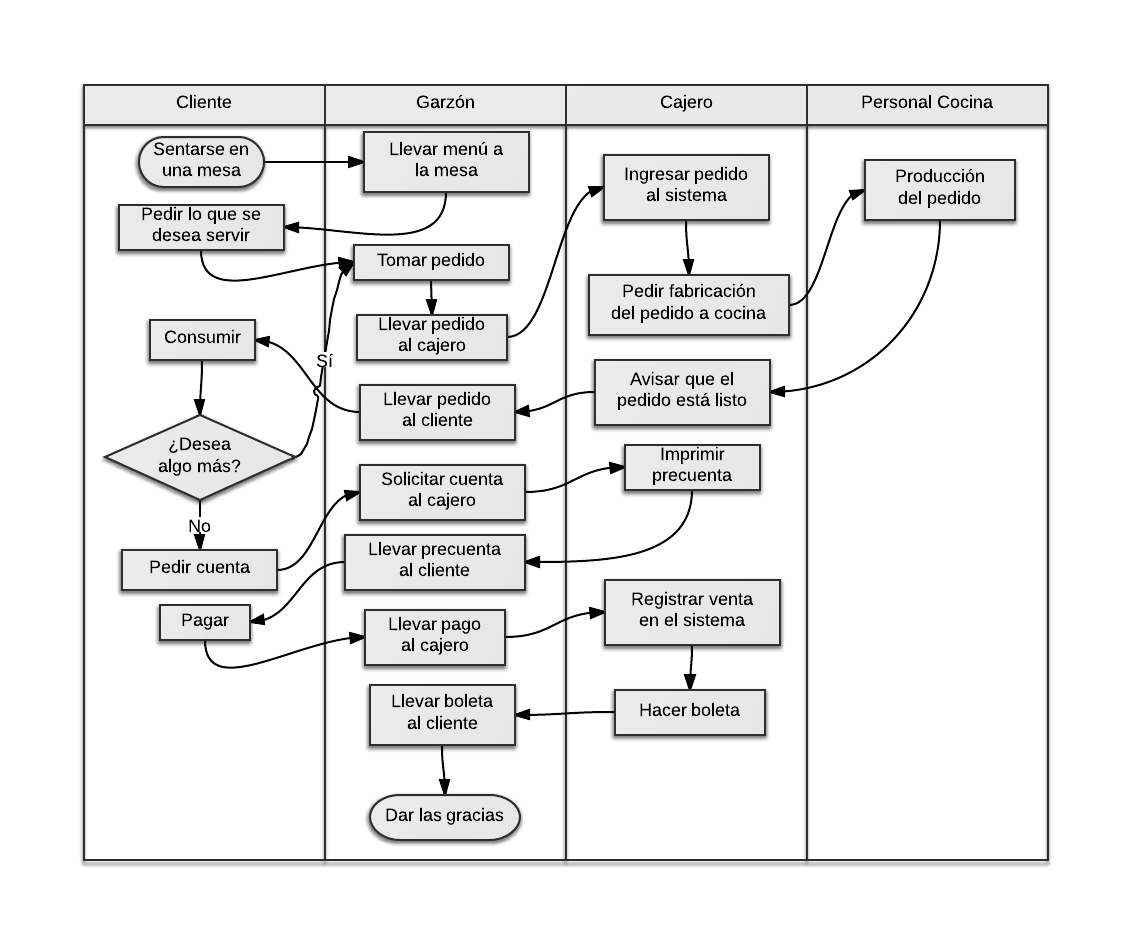 Cliente
Garzón
Cajero
Personal Cocina
Sentarse en
una mesa
Llevar menú a
la mesa
Pedir lo que se
desea servir
Tomar pedido
Llevar pedido
al cajero
Ingresar pedido
al sistema
Pedir fabricación
del pedido a cocina
Producción
del pedido
Avisar que el
pedido está listo
Llevar pedido
al cliente
Consumir
¿Desea
algo más?
Sí
No
Pedir cuenta
Solicitar cuenta
al cajero
Imprimir
precuenta
Llevar precuenta
al cliente
Pagar
Llevar pago
al cajero
Registrar venta
en el sistema
Hacer boleta
Llevar boleta
al cliente
Dar las gracias